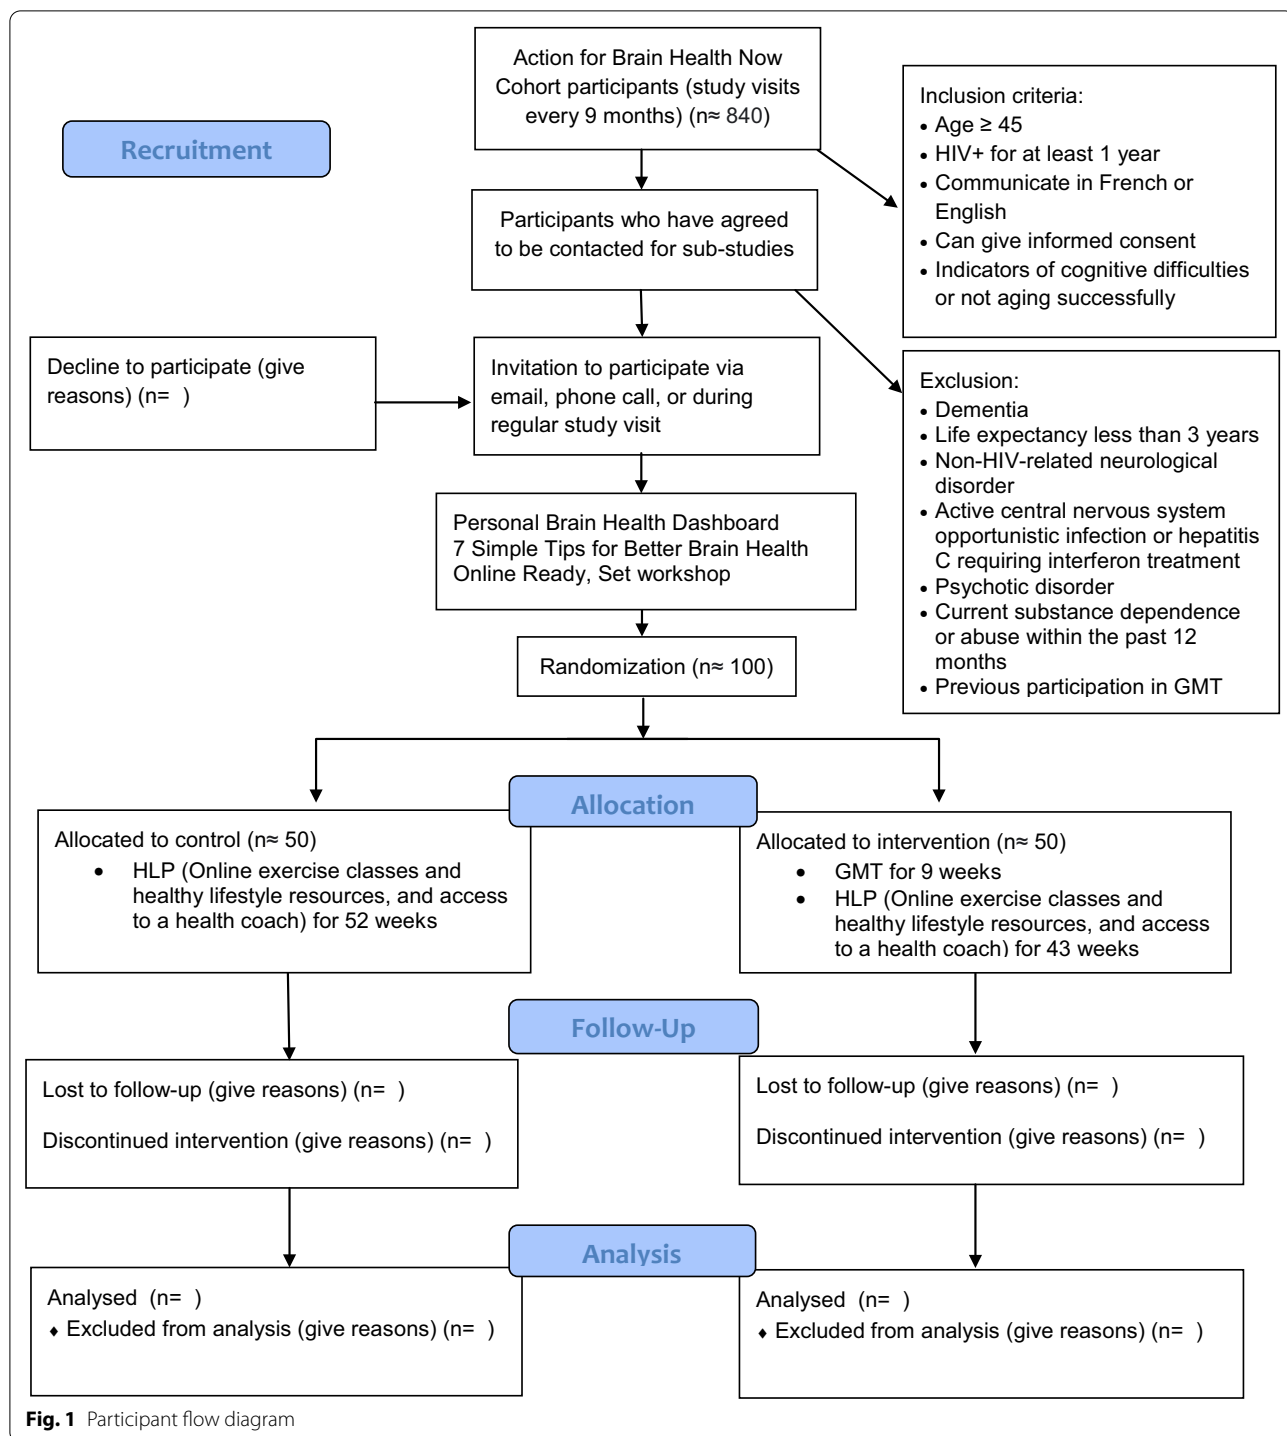 Action for Brain Health Now
Cohort participants (study visits
every 9 months) (n≈ 840)
Recruitment
Inclusion criteria:
• Age ≥ 45
• HIV+ for at least 1 year
• Communicate in French or
English
• Can give informed consent
• Indicators of cognitive difficulties
or not aging successfully
Participants who have agreed
to be contacted for sub-studies
Decline to participate (give
reasons) (n=  )
Invitation to participate via
email, phone call, or during
regular study visit
Exclusion:
• Dementia
• Life expectancy less than 3 years
• Non-HIV-related neurological
disorder
• Active central nervous system
opportunistic infection or hepatitis
C requiring interferon treatment
• Psychotic disorder
• Current substance dependence
or abuse within the past 12
months
• Previous participation in GMT
Personal Brain Health Dashboard
7 Simple Tips for Better Brain Health
Online Ready, Set workshop
Randomization (n≈ 100)
Allocation
Allocated to control (n≈ 50)
• HLP (Online exercise classes and
healthy lifestyle resources, and access
to a health coach) for 52 weeks
Allocated to intervention (n≈ 50)
• GMT for 9 weeks
• HLP (Online exercise classes and
healthy lifestyle resources, and access
to a health coach) for 43 weeks
Follow-Up
Lost to follow-up (give reasons) (n=  )
Discontinued intervention (give reasons) (n=  )
Lost to follow-up (give reasons) (n=  )
Discontinued intervention (give reasons) (n=  )
Analysis
Analysed  (n=  )
♦ Excluded from analysis (give reasons) (n=  )
Analysed  (n=  )
♦ Excluded from analysis (give reasons) (n=  )
Fig. 1 Participant flow diagram